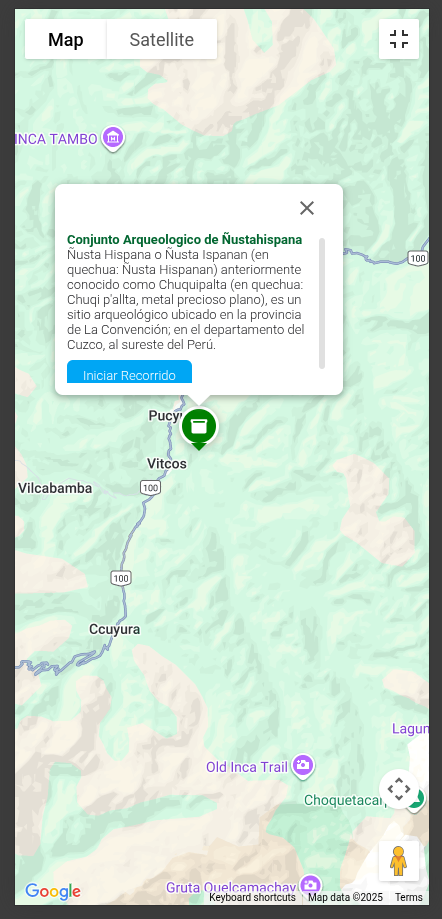 Map
Satellite
INCA TAMBO
Conjunto Arqueologico de Ñustahispana
Ñusta Hispana o Ñusta Ispanan (en
quechua: Ñusta Hispanan) anteriormente
conocido como Chuquipalta (en quechua:
Chuqi p'allta, metal precioso plano), es un
sitio arqueológico ubicado en la provincia
de La Convención; en el departamento del
Cuzco, al sureste del Perú.
Iniciar Recorrido
100
Pucy
Vitcos
Vilcabamba
100
100
Ccuyura
Lagun
Old Inca Trail
Choquetacar
Gruta Quelcamachay
Google
Keyboard shortcuts
Map data ©2025
Terms